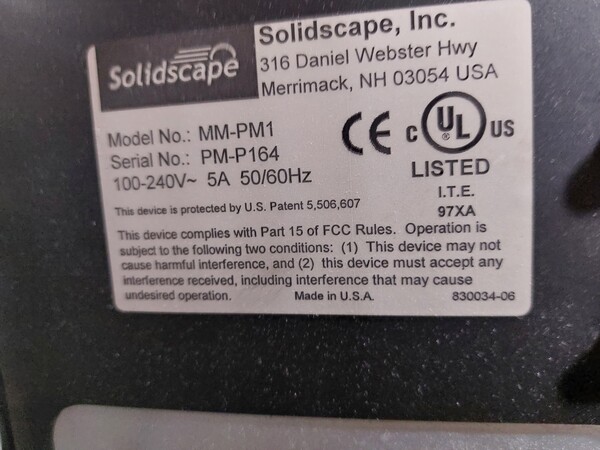 Solidscape
Solidscape, Inc.
316 Daniel Webster Hwy
Merrimack, NH 03054 USA
Model No.: MM-PM1
Serial No.: PM-P164
100-240V~ 5A 50/60Hz
CE
C UL US
LISTED
I.T.E.
97XA
This device is protected by U.S. Patent 5,506,607
This device complies with Part 15 of FCC Rules. Operation is
subject to the following two conditions: (1) This device may not
cause harmful interference, and (2) this device must accept any
interference received, including interference that may cause
undesired operation.
Made in U.S.A.
830034-06